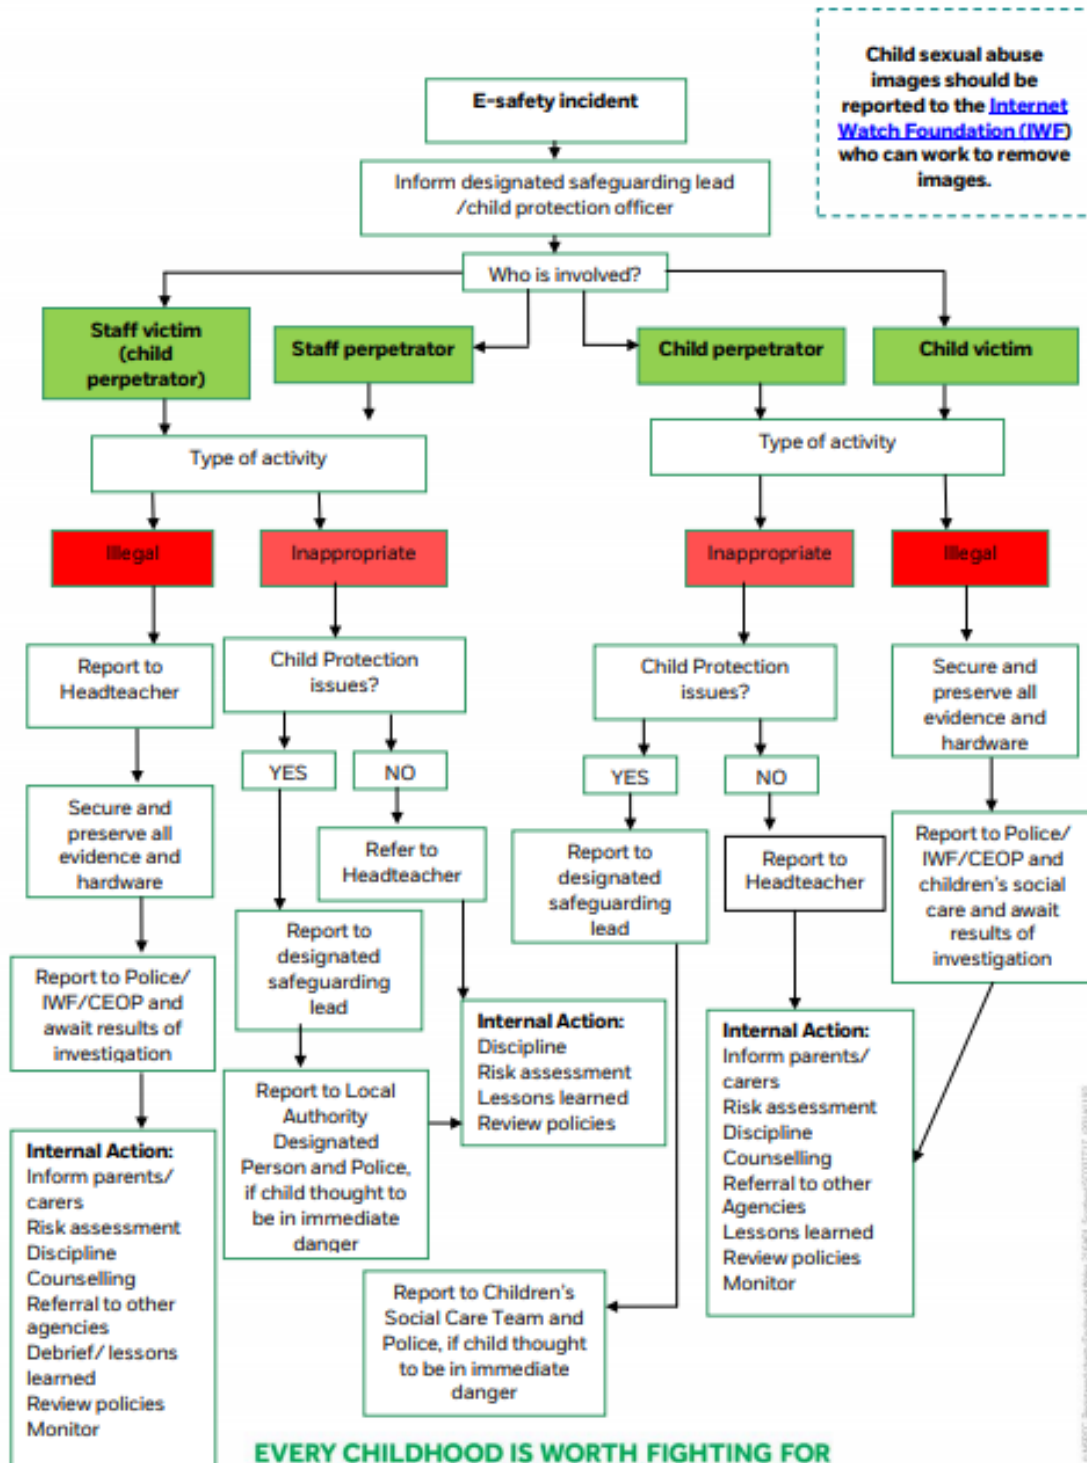 Child sexual abuse
images should be
reported to the Internet
Watch Foundation (IWF)
who can work to remove
images.
E-safety incident
Inform designated safeguarding lead
/child protection officer
Who is involved?
Staff victim
(child
perpetrator)
Staff perpetrator
Child perpetrator
Child victim
Type of activity
Type of activity
Illegal
Inappropriate
Inappropriate
Illegal
Report to
Headteacher
Child Protection
issues?
Child Protection
issues?
Secure and
preserve all
evidence and
hardware
YES
NO
YES
NO
Secure and
preserve all
evidence and
hardware
Refer to
Headteacher
Report to
designated
safeguarding
lead
Report to
Headteacher
Report to Police/
IWF/CEOP and
children's social
care and await
results of
investigation
Report to
designated
safeguarding
lead
Report to Police/
IWF/CEOP and
await results of
investigation
Internal Action:
Discipline
Risk assessment
Lessons learned
Review policies
Internal Action:
Inform parents/
carers
Risk assessment
Discipline
Counselling
Referral to other
Agencies
Lessons learned
Review policies
Monitor
Report to Local
Authority
Designated
Person and Police,
if child thought to
be in immediate
danger
Internal Action:
Inform parents/
carers
Risk assessment
Discipline
Counselling
Referral to other
agencies
Debrief/ lessons
learned
Review policies
Monitor
Report to Children's
Social Care Team and
Police, if child thought
to be in immediate
danger
EVERY CHILDHOOD IS WORTH FIGHTING FOR